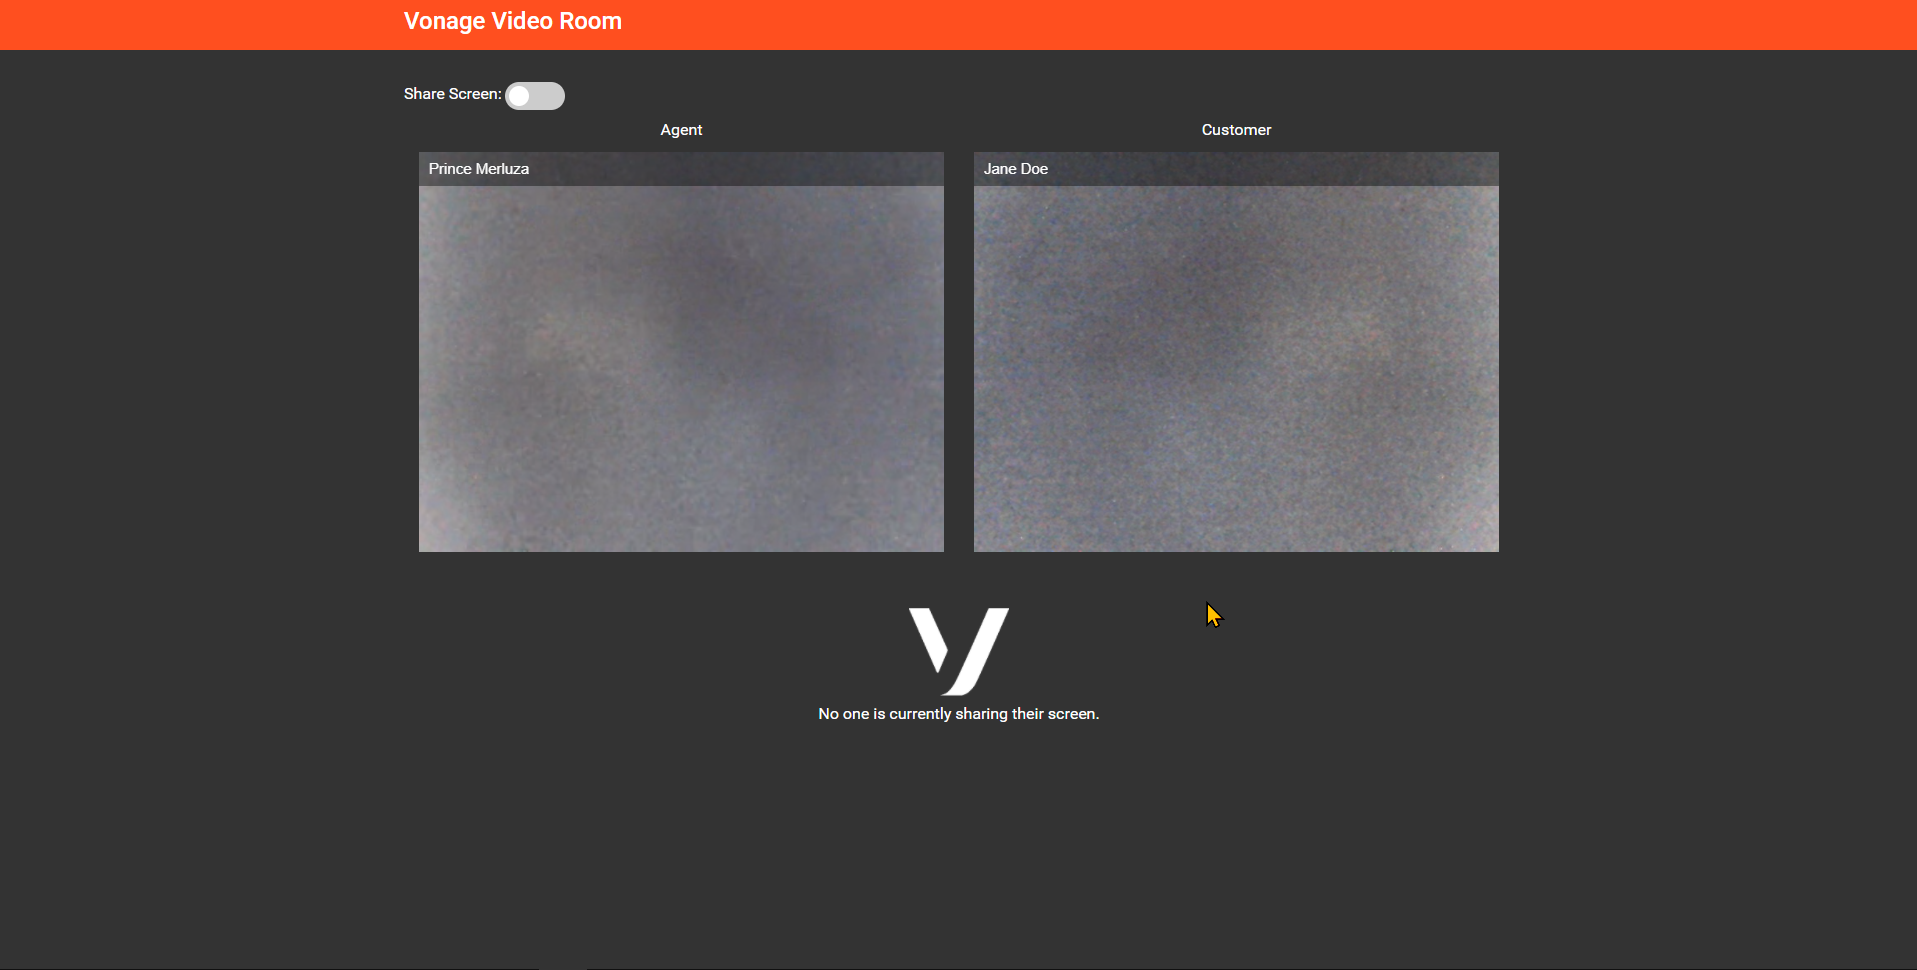 Vonage Video Room
Share Screen:
Agent
Customer
Prince Merluza
Jane Doe
No one is currently sharing their screen.